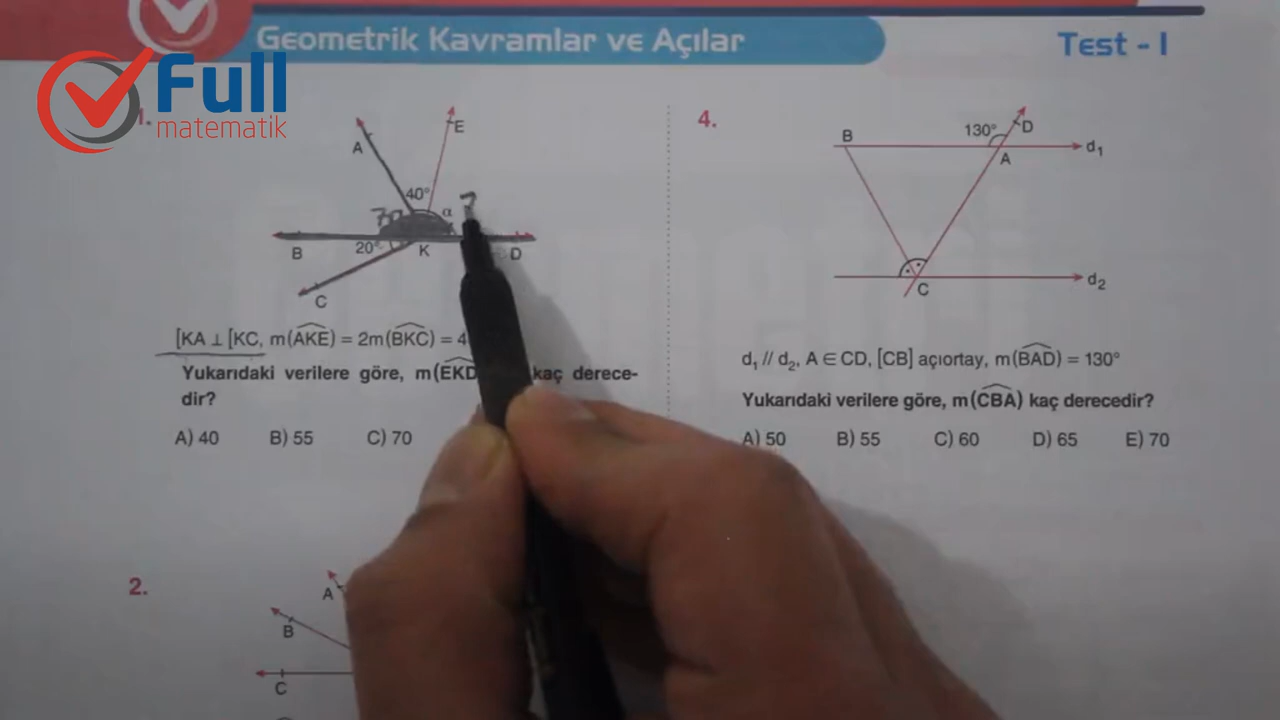 Geometrik Kavramlar ve Açılar
Test - I
Full
matematik
1.
A
E
40°
70
α
7
B
20°
K
D
C
[KA ⊥ [KC, m(AKE) = 2m(BKC) = 4
Yukarıdaki verilere göre, m(EKD kaç derece-
dir?
A) 40 B) 55 C) 70
2.
A
B
C
4.
B
130°
D
A
d₁
C
d₂
d₁ // d₂, A ∈ CD, [CB] açıortay, m(BAD) = 130°
Yukarıdaki verilere göre, m(CBA) kaç derecedir?
A) 50 B) 55 C) 60 D) 65 E) 70